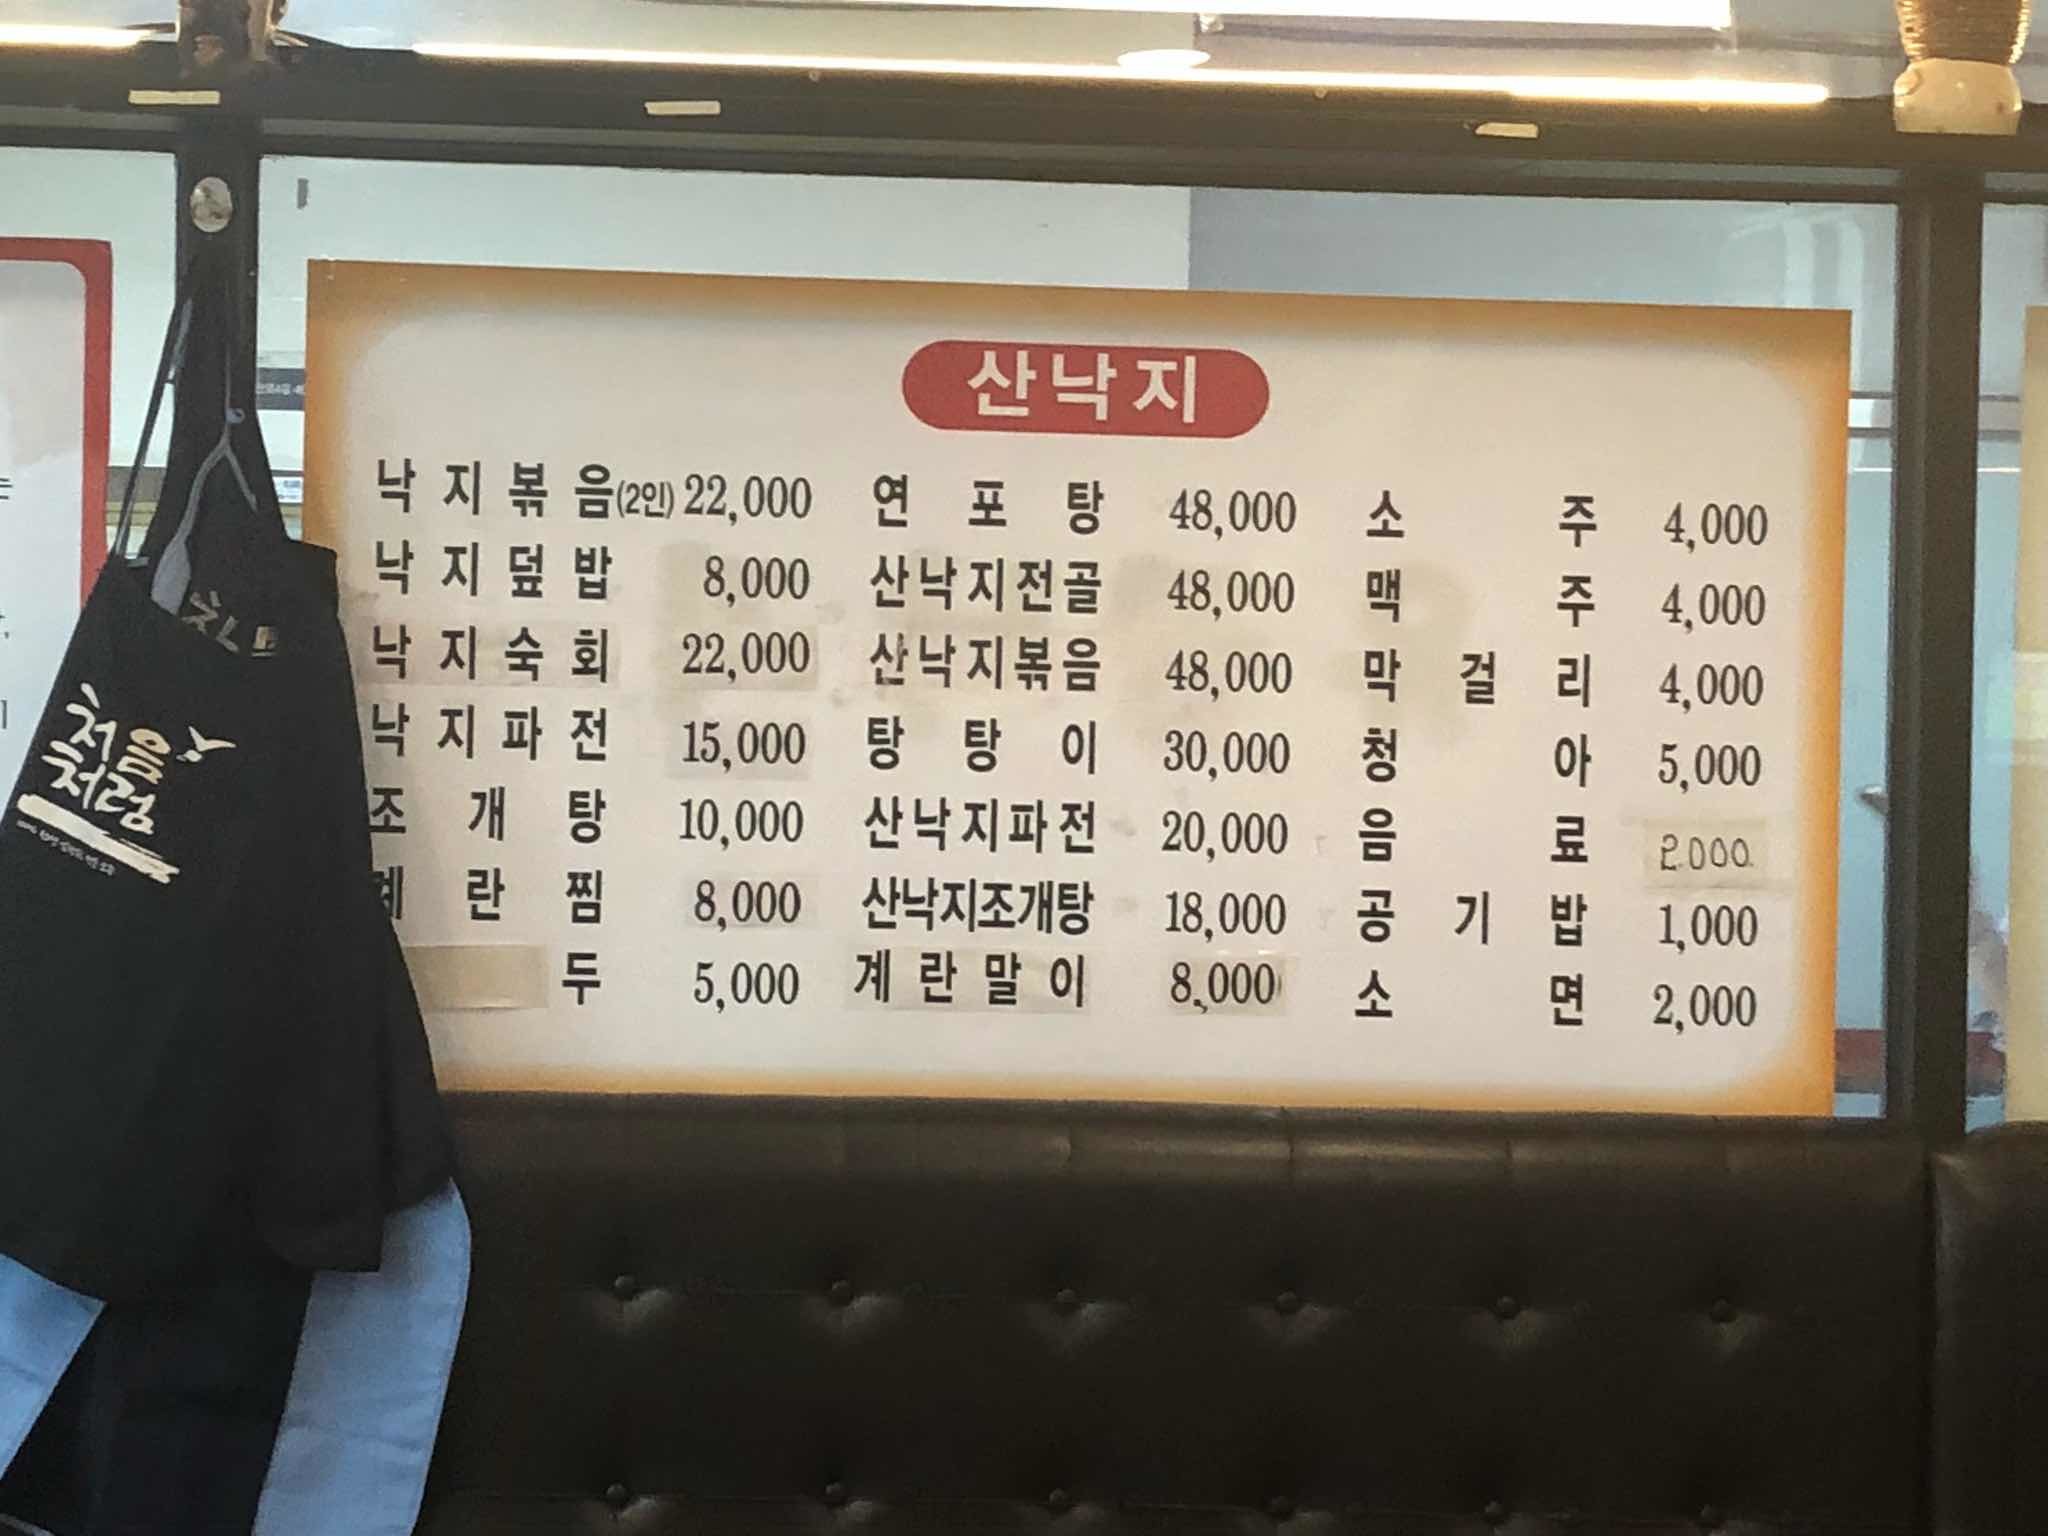 산낙지
낙지볶음(2인) 22,000
낙지덮밥 8,000
낙지숙회 22,000
낙지파전 15,000
조개탕 10,000
계란찜 8,000
두 5,000
연포탕 48,000
산낙지전골 48,000
산낙지볶음 48,000
탕탕이 30,000
산낙지파전 20,000
산낙지조개탕 18,000
계란말이 8,000
소주 4,000
맥주 4,000
막걸리 4,000
청아 5,000
음료 2.000
공기밥 1,000
소면 2,000
처음
처럼